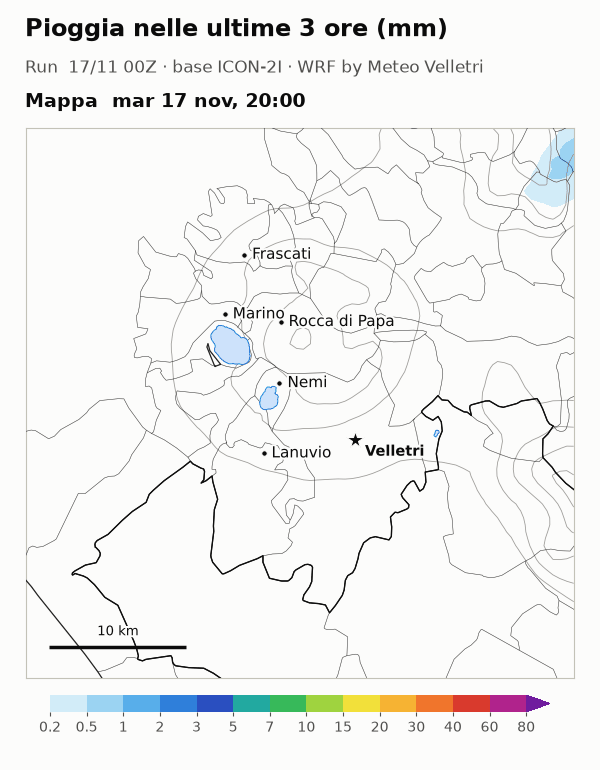 Pioggia nelle ultime 3 ore (mm)
Run  17/11 00Z · base ICON-2I · WRF by Meteo Velletri
Mappa  mar 17 nov, 20:00
Frascati
Marino
Rocca di Papa
Nemi
Velletri
Lanuvio
10 km
0.2 0.5 1 2 3 5 7 10 15 20 30 40 60 80